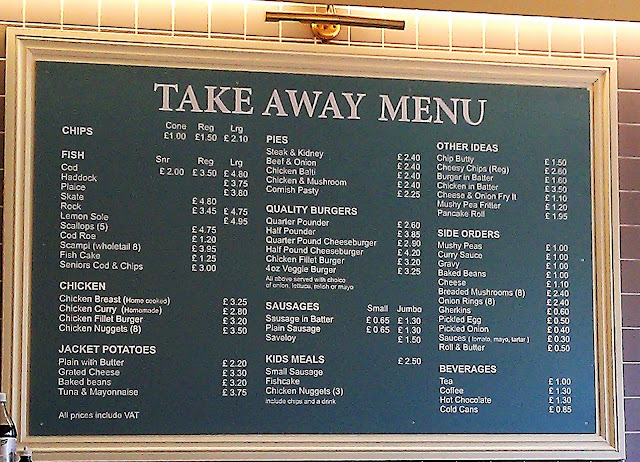 TAKE AWAY MENU
Cone Reg Lrg
CHIPS £1.00 £1.50 £2.10
FISH Snr Reg Lrg
Cod £2.00 £3.50 £4.80
Haddock £3.75
Plaice £3.80
Skate £4.80
Rock £3.45 £4.75
Lemon Sole £4.95
Scallops (5) £4.75
Cod Roe £1.20
Scampi (wholetail 8) £3.95
Fish Cake £1.25
Seniors Cod & Chips £3.00
CHICKEN
Chicken Breast (Home cooked) £3.25
Chicken Curry (Homemade) £2.80
Chicken Fillet Burger £3.20
Chicken Nuggets (8) £3.50
JACKET POTATOES
Plain with Butter £2.20
Grated Cheese £3.30
Baked beans £3.20
Tuna & Mayonnaise £3.75
All prices include VAT
PIES
Steak & Kidney £2.40
Beef & Onion £2.40
Chicken Balti £2.40
Chicken & Mushroom £2.40
Cornish Pasty £2.25
QUALITY BURGERS
Quarter Pounder £2.60
Half Pounder £3.85
Quarter Pound Cheeseburger £2.90
Half Pound Cheeseburger £4.20
Chicken Fillet Burger £3.20
4oz Veggie Burger £3.25
All above served with choice
of onion, lettuce, relish or mayo
SAUSAGES Small Jumbo
Sausage in Batter £0.65 £1.30
Plain Sausage £0.65 £1.30
Saveloy £1.50
KIDS MEALS £2.50
Small Sausage
Fishcake
Chicken Nuggets (3)
include chips and a drink
OTHER IDEAS
Chip Butty £1.50
Cheesy Chips (Reg) £2.60
Burger in Batter £1.60
Chicken in Batter £3.50
Cheese & Onion Fry It £1.10
Mushy Pea Fritter £1.20
Pancake Roll £1.95
SIDE ORDERS
Mushy Peas £1.00
Curry Sauce £1.00
Gravy £1.00
Baked Beans £1.00
Cheese £1.10
Breaded Mushrooms (8) £2.40
Onion Rings (8) £2.40
Gherkins £0.60
Pickled Egg £0.50
Pickled Onion £0.40
Sauces ( tomato, mayo, tartar ) £0.30
Roll & Butter £0.50
BEVERAGES
Tea £1.00
Coffee £1.30
Hot Chocolate £1.30
Cold Cans £0.85